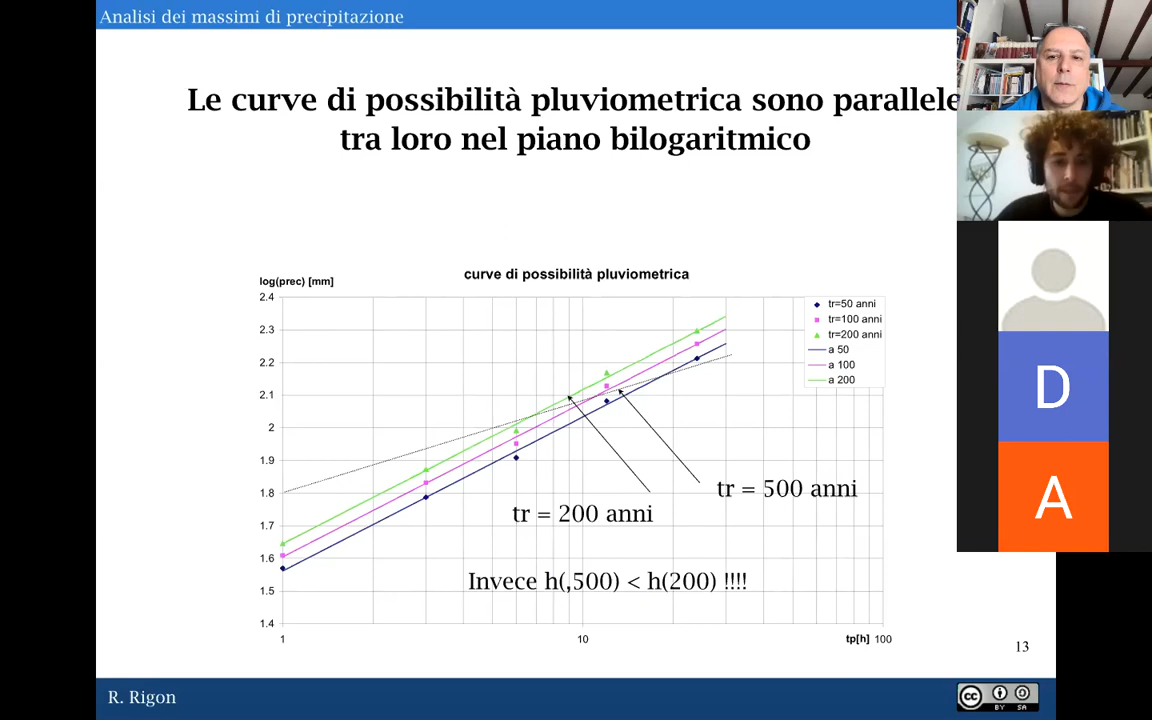 Analisi dei massimi di precipitazione
Le curve di possibilità pluviometrica sono parallele
tra loro nel piano bilogaritmico
curve di possibilità pluviometrica
log(prec) [mm]
2.4
2.3
2.2
2.1
2
1.9
1.8
1.7
1.6
1.5
1.4
1
10
tp[h]
100
tr=50 anni
tr=100 anni
tr=200 anni
a 50
a 100
a 200
tr = 500 anni
tr = 200 anni
Invece h(,500) < h(200) !!!!
13
R. Rigon
cc
BY SA
D
A